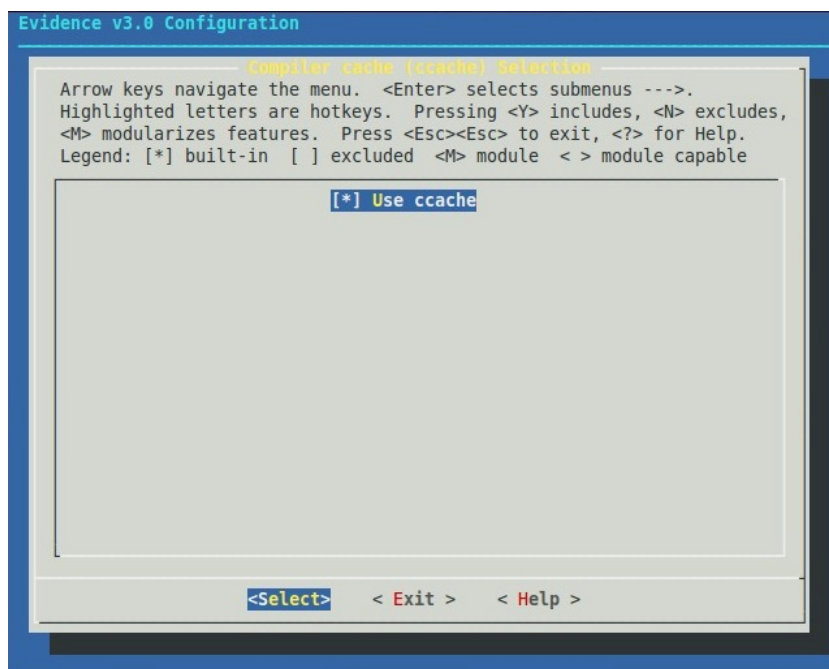 Evidence v3.0 Configuration
Compiler cache (ccache) Selection
Arrow keys navigate the menu. <Enter> selects submenus --->.
Highlighted letters are hotkeys. Pressing <Y> includes, <N> excludes,
<M> modularizes features. Press <Esc><Esc> to exit, <?> for Help.
Legend: [*] built-in [ ] excluded <M> module < > module capable
[*] Use ccache
<Select> < Exit > < Help >